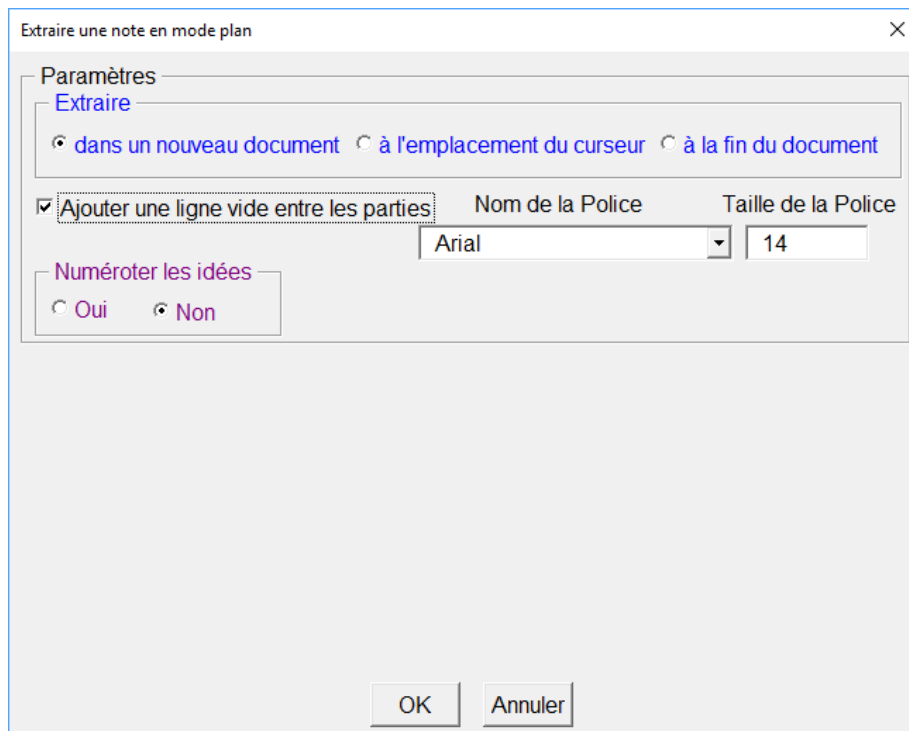 Extraire une note en mode plan
Paramètres
Extraire
dans un nouveau document à l'emplacement du curseur à la fin du document
Ajouter une ligne vide entre les parties Nom de la Police Taille de la Police
Arial 14
Numéroter les idées
Oui Non
OK Annuler